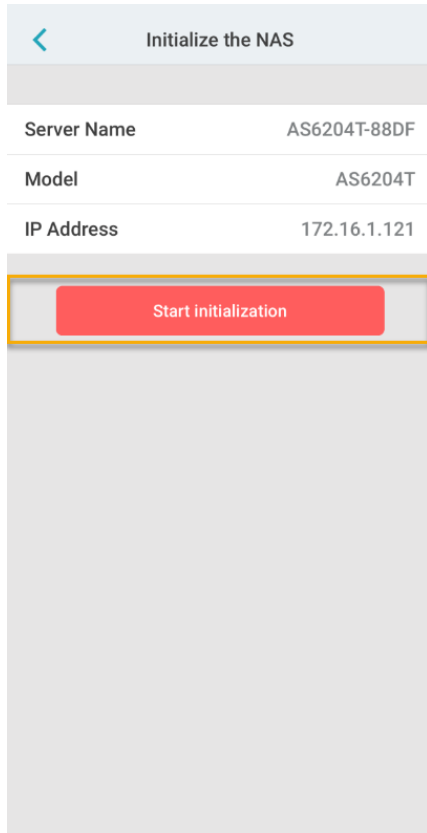 Initialize the NAS
Server Name AS6204T-88DF
Model AS6204T
IP Address 172.16.1.121
Start initialization